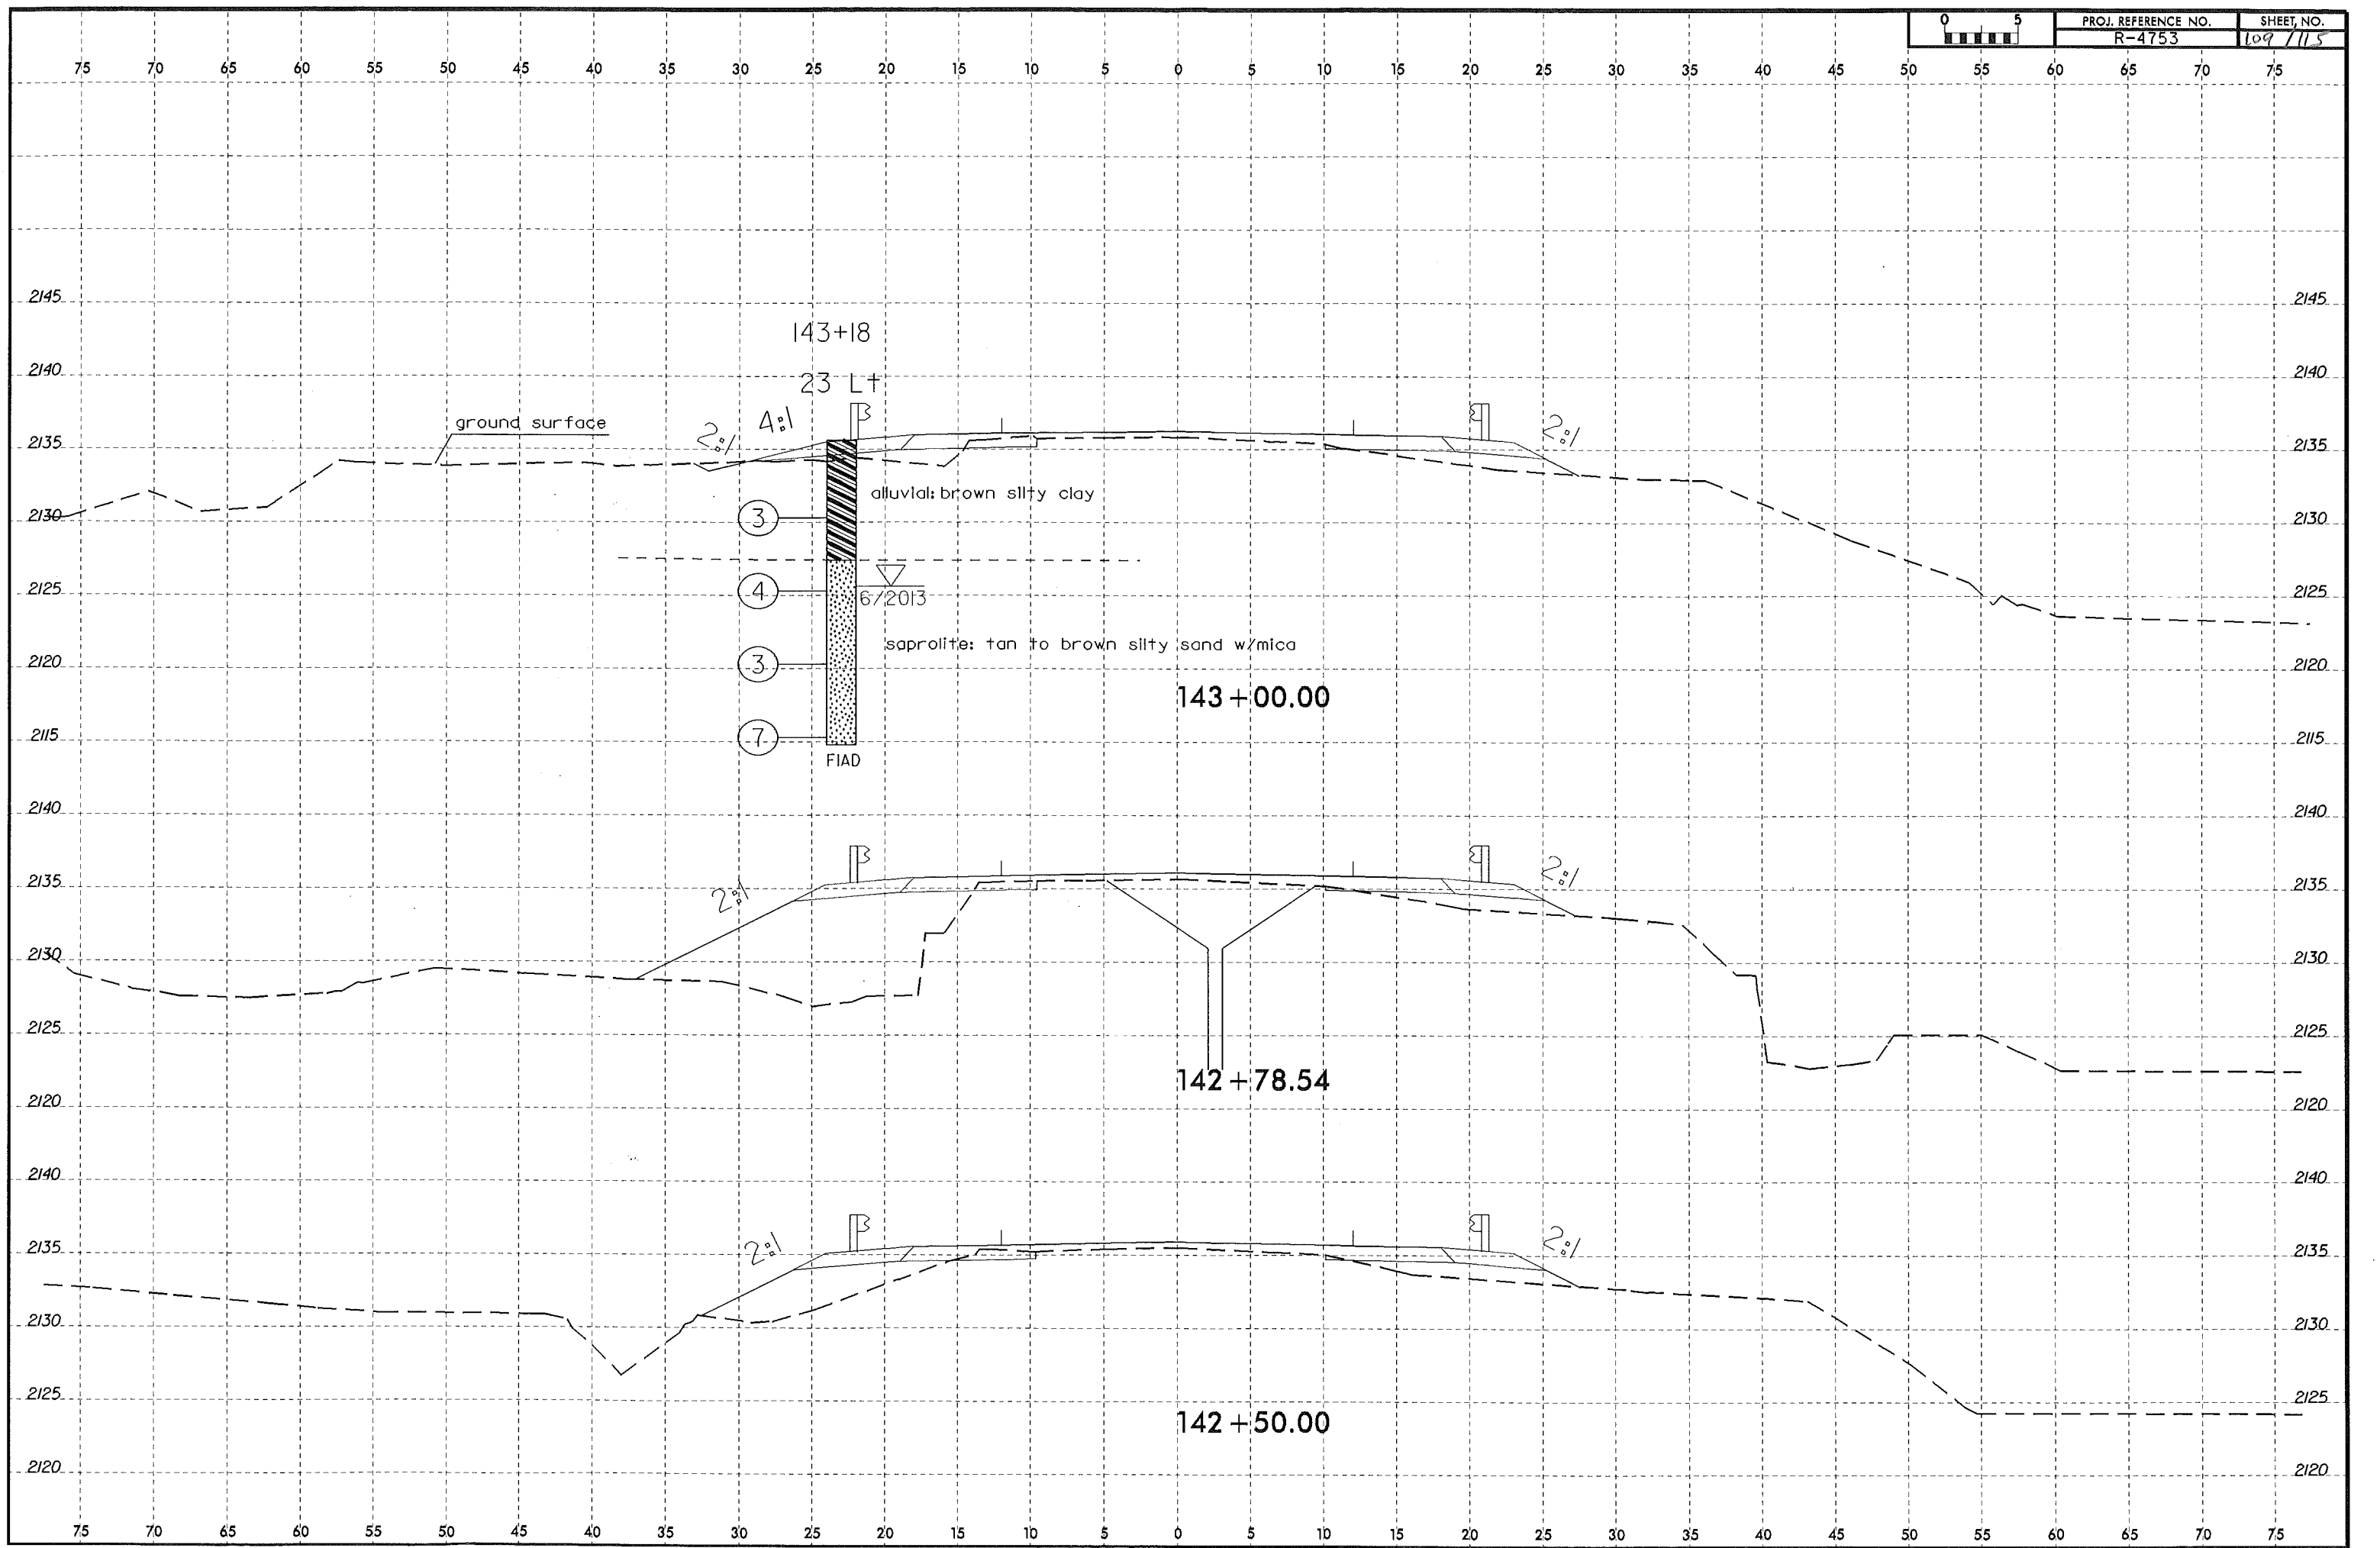 0 5
PROJ. REFERENCE NO. SHEET NO.
R-4753 109 /115
75 70 65 60 55 50 45 40 35 30 25 20 15 10 5 0 5 10 15 20 25 30 35 40 45 50 55 60 65 70 75
2145 2145
143+18
2140 23 Lt 2140
ground surface 2:1 4:1 2:1
2135 2135
alluvial: brown silty clay
2130 3 2130
2125 4 6/2013 2125
saprolite: tan to brown silty sand w/mica
2120 3 2120
143+00.00
2115 7 2115
FIAD
2140 2140
2:1 2:1
2135 2135
2130 2130
2125 2125
142+78.54
2120 2120
2140 2140
2:1 2:1
2135 2135
2130 2130
2125 2125
142+50.00
2120 2120
75 70 65 60 55 50 45 40 35 30 25 20 15 10 5 0 5 10 15 20 25 30 35 40 45 50 55 60 65 70 75